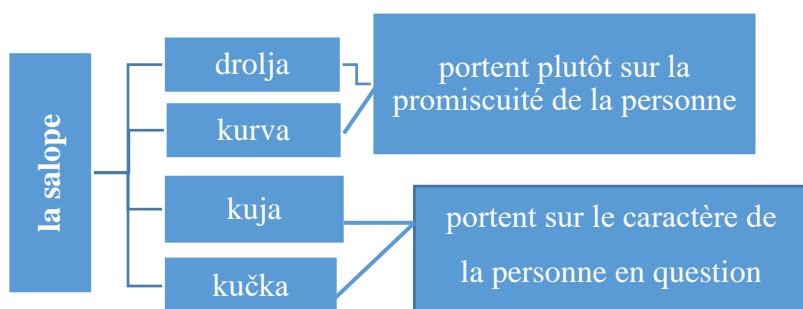 la salope
drolja
kurva
kuja
kučka
portent plutôt sur la
promiscuité de la personne
portent sur le caractère de
la personne en question